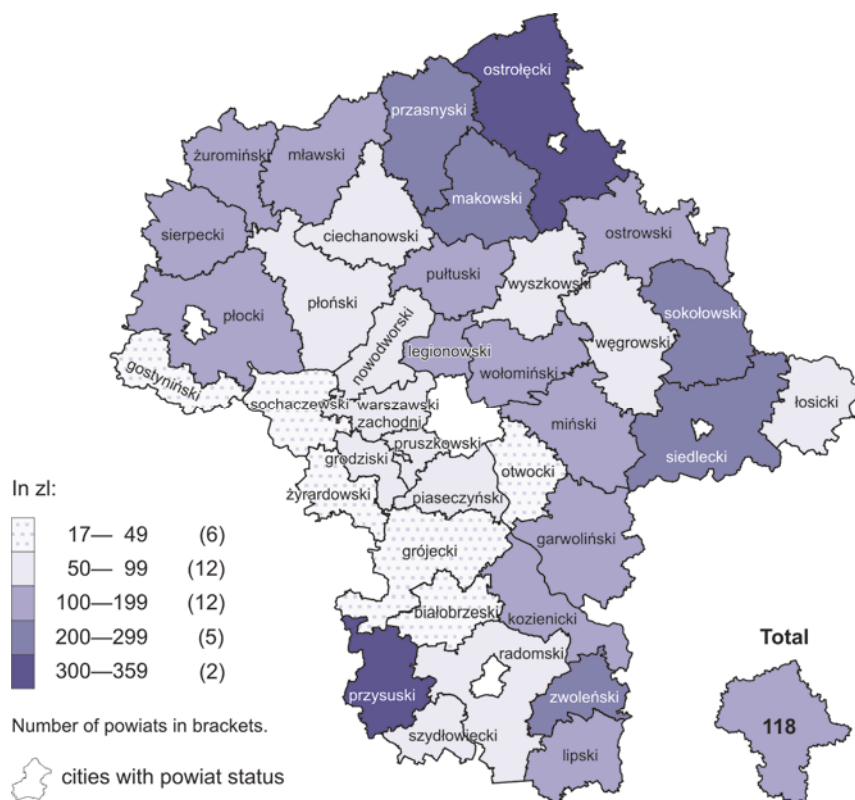 ostrołęcki
przasnyski
żuromiński
mławski
makowski
sierpecki
ciechanowski
ostrowski
pułtuski
wyszkowski
płoński
płocki
sokołowski
nowodworski
węgrowski
legionowski
wołomiński
gostyniński
sochaczewski
warszawski
zachodni
łosicki
miński
pruszkowski
grodziski
otwocki
siedlecki
żyrardowski
piaseczyński
garwoliński
grójecki
białobrzeski
kozienicki
radomski
przysuski
zwoleński
szydłowiecki
lipski
In zl:
17— 49 (6)
50— 99 (12)
100—199 (12)
200—299 (5)
300—359 (2)
Number of powiats in brackets.
cities with powiat status
Total
118